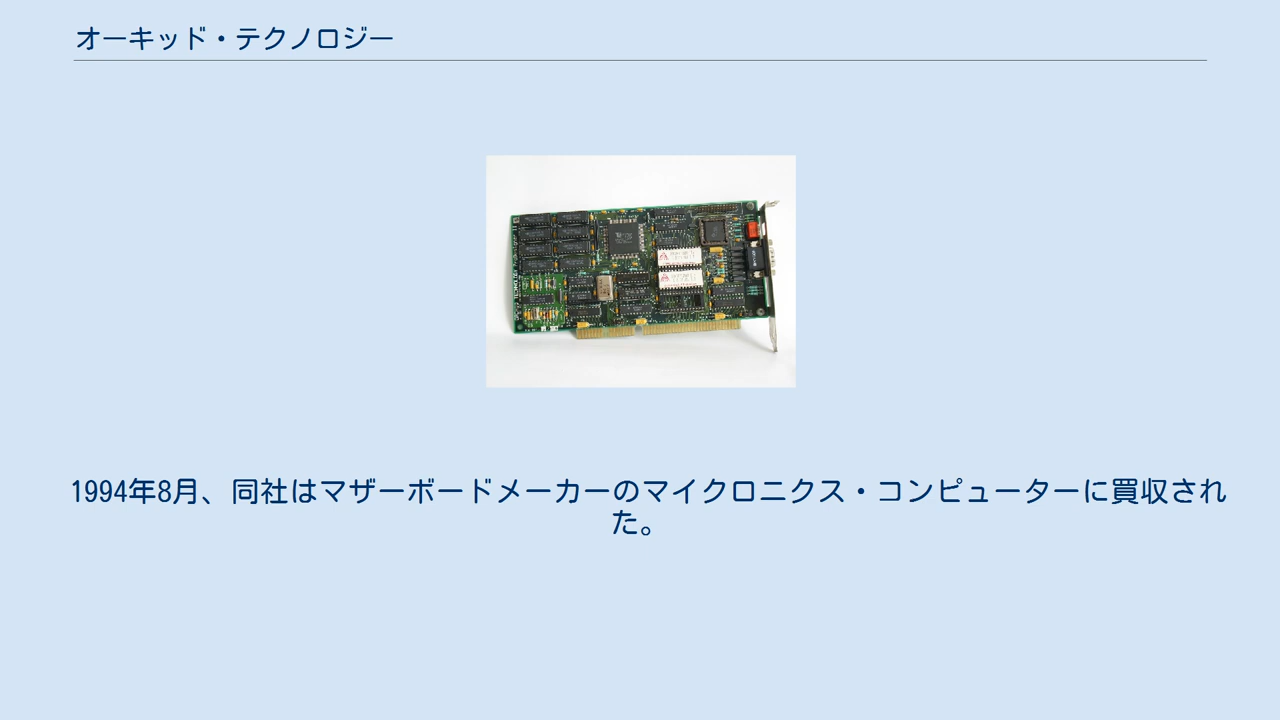 オーキッド・テクノロジー
1994年8月、同社はマザーボードメーカーのマイクロニクス・コンピューターに買収され
た。